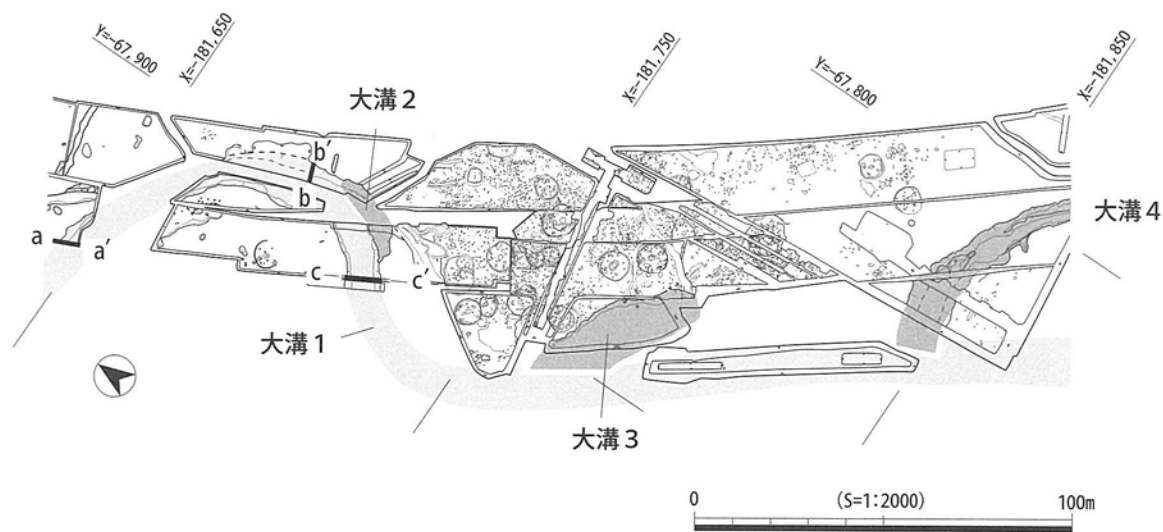 Y=-67,900
X=-181,650
X=-181,750
Y=-67,800
X=-181,850
大溝2
b′
b
a
a′
c
c′
大溝4
大溝1
大溝3
0 (S=1:2000) 100m